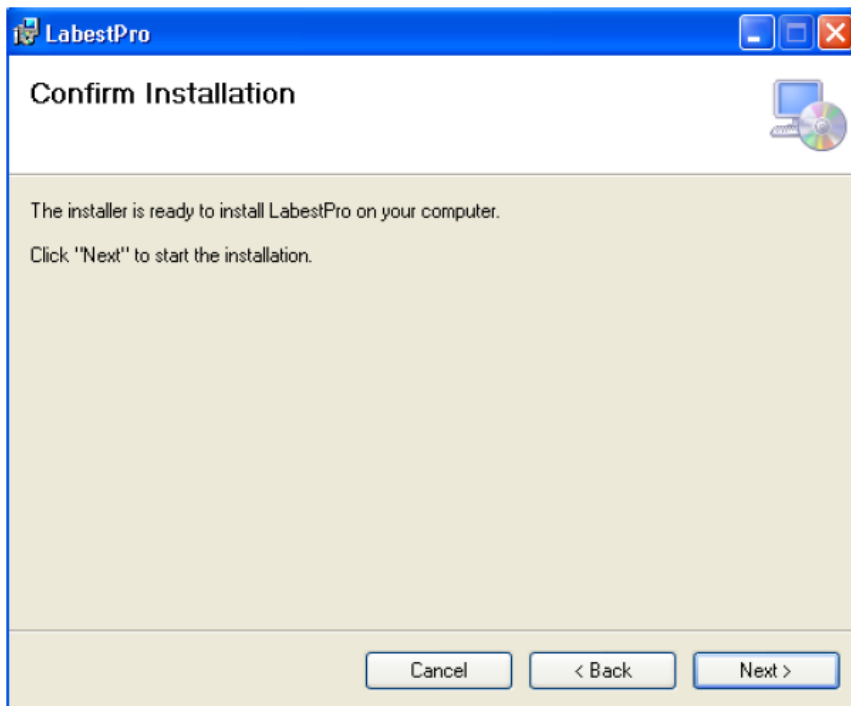 LabestPro
Confirm Installation
The installer is ready to install LabestPro on your computer.
Click "Next" to start the installation.
Cancel
< Back
Next >